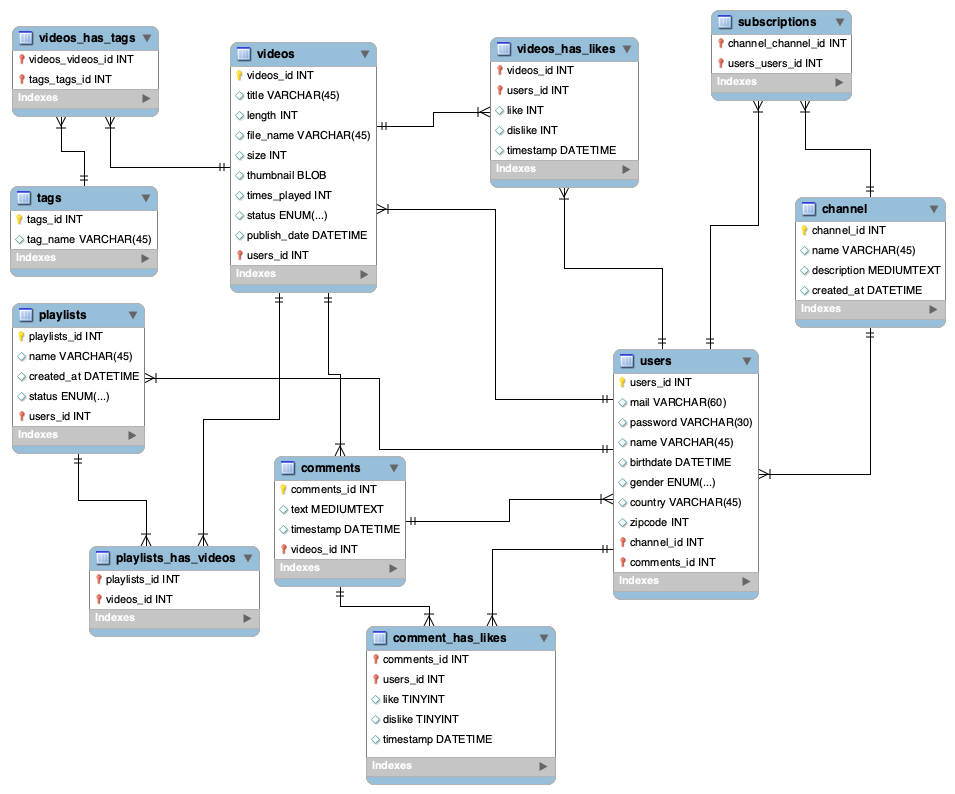 videos_has_tags
videos_videos_id INT
tags_tags_id INT
Indexes
tags
tags_id INT
tag_name VARCHAR(45)
Indexes
playlists
playlists_id INT
name VARCHAR(45)
created_at DATETIME
status ENUM(...)
users_id INT
Indexes
playlists_has_videos
playlists_id INT
videos_id INT
Indexes
videos
videos_id INT
title VARCHAR(45)
length INT
file_name VARCHAR(45)
size INT
thumbnail BLOB
times_played INT
status ENUM(...)
publish_date DATETIME
users_id INT
Indexes
comments
comments_id INT
text MEDIUMTEXT
timestamp DATETIME
videos_id INT
Indexes
comment_has_likes
comments_id INT
users_id INT
like TINYINT
dislike TINYINT
timestamp DATETIME
Indexes
videos_has_likes
videos_id INT
users_id INT
like INT
dislike INT
timestamp DATETIME
Indexes
subscriptions
channel_channel_id INT
users_users_id INT
Indexes
channel
channel_id INT
name VARCHAR(45)
description MEDIUMTEXT
created_at DATETIME
Indexes
users
users_id INT
mail VARCHAR(60)
password VARCHAR(30)
name VARCHAR(45)
birthdate DATETIME
gender ENUM(...)
country VARCHAR(45)
zipcode INT
channel_id INT
comments_id INT
Indexes